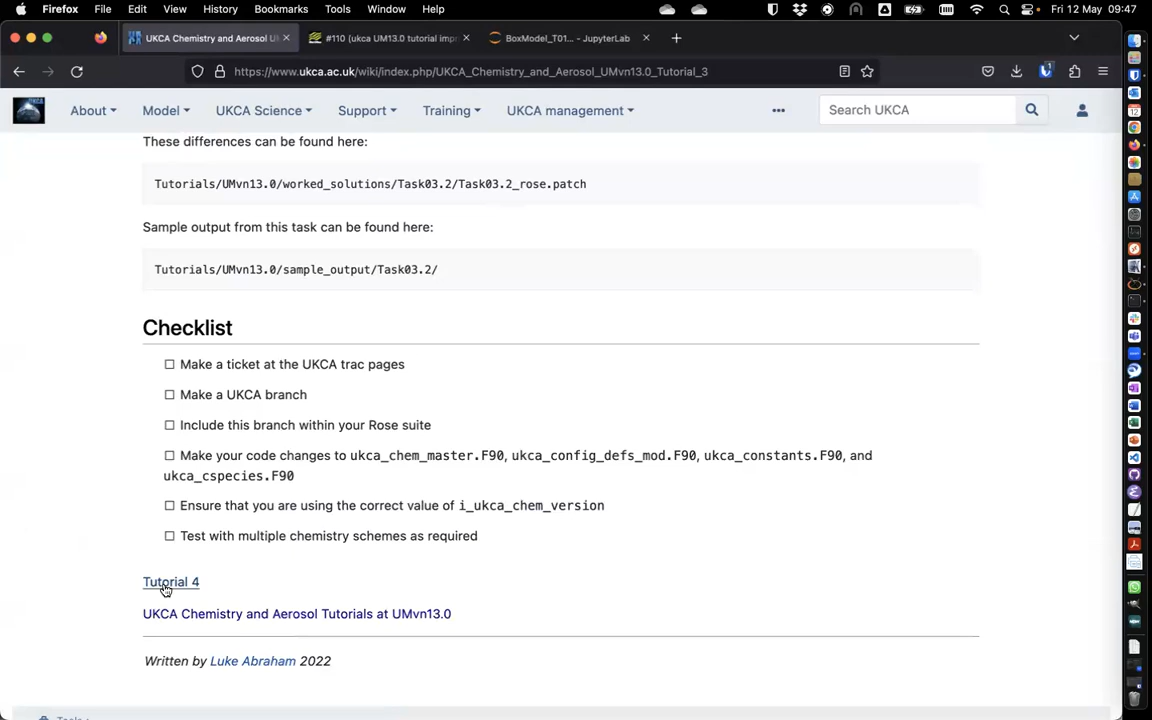 Firefox File Edit View History Bookmarks Tools Window Help Fri 12 May 09:47
UKCA Chemistry and Aerosol U #110 (ukca UM13.0 tutorial imp BoxModel_T01... - JupyterLab
https://www.ukca.ac.uk/wiki/index.php/UKCA_Chemistry_and_Aerosol_UMvn13.0_Tutorial_3
About Model UKCA Science Support Training UKCA management Search UKCA
These differences can be found here:
Tutorials/UMvn13.0/worked_solutions/Task03.2/Task03.2_rose.patch
Sample output from this task can be found here:
Tutorials/UMvn13.0/sample_output/Task03.2/
Checklist
Make a ticket at the UKCA trac pages
Make a UKCA branch
Include this branch within your Rose suite
Make your code changes to ukca_chem_master.F90, ukca_config_defs_mod.F90, ukca_constants.F90, and
ukca_cspecies.F90
Ensure that you are using the correct value of i_ukca_chem_version
Test with multiple chemistry schemes as required
Tutorial 4
UKCA Chemistry and Aerosol Tutorials at UMvn13.0
Written by Luke Abraham 2022